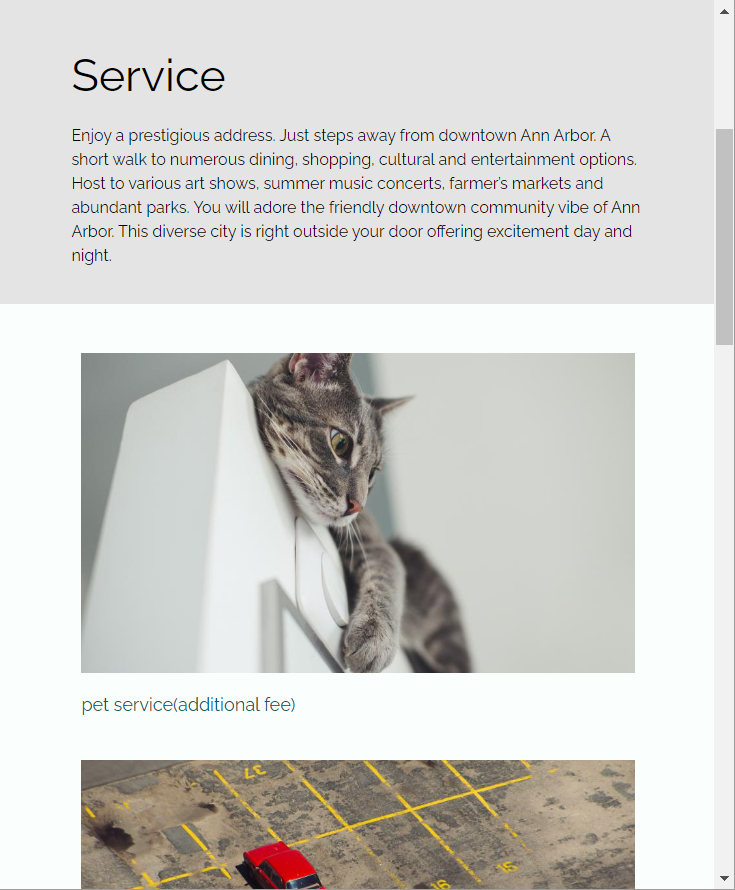 Service
Enjoy a prestigious address. Just steps away from downtown Ann Arbor. A
short walk to numerous dining, shopping, cultural and entertainment options.
Host to various art shows, summer music concerts, farmer's markets and
abundant parks. You will adore the friendly downtown community vibe of Ann
Arbor. This diverse city is right outside your door offering excitement day and
night.
pet service(additional fee)
37
15
16